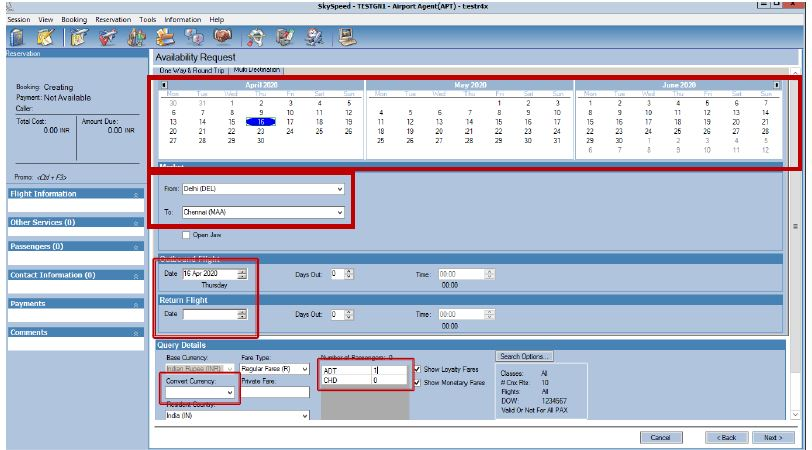 SkySpeed - TESTGN1 - Airport Agent(APT) - testr4x
Session View Booking Reservation Tools Information Help
Reservation
Availability Request
One Way & Round Trip Multi Destination
Booking: Creating
Payment: Not Available
Caller:
Total Cost: Amount Due:
0.00 INR 0.00 INR
Promo: <Ctrl + F3>
Flight Information
Other Services (0)
Passengers (0)
Contact Information (0)
Payments
Comments
April 2020 May 2020 June 2020
Mon Tue Wed Thu Fri Sat Sun Mon Tue Wed Thu Fri Sat Sun Mon Tue Wed Thu Fri Sat Sun
30 31 1 2 3 4 5 1 2 3 1 2 3 4 5 6 7
6 7 8 9 10 11 12 4 5 6 7 8 9 10 8 9 10 11 12 13 14
13 14 15 16 17 18 19 11 12 13 14 15 16 17 15 16 17 18 19 20 21
20 21 22 23 24 25 26 18 19 20 21 22 23 24 22 23 24 25 26 27 28
27 28 29 30 25 26 27 28 29 30 31 29 30 1 2 3 4 5
6 7 8 9 10 11 12
Market
From: Delhi (DEL)
To: Chennai (MAA)
Open Jaw
Outbound Flight
Date 16 Apr 2020 Days Out: 0 Time: 00:00
Thursday 00:00
Return Flight
Date Days Out: 0 Time: 00:00
00:00
Query Details
Base Currency: Fare Type: Number of Passengers: 0 Search Options...
Indian Rupee (INR) Regular Fares (R) ADT 1 Show Loyalty Fares
Convert Currency: Private Fare: CHD 0 Show Monetary Fares
Resident Country:
India (IN)
Classes: All
# Cnx Rte: 10
Flights: All
DOW: 1234567
Valid Or Not For All PAX
Cancel < Back Next >